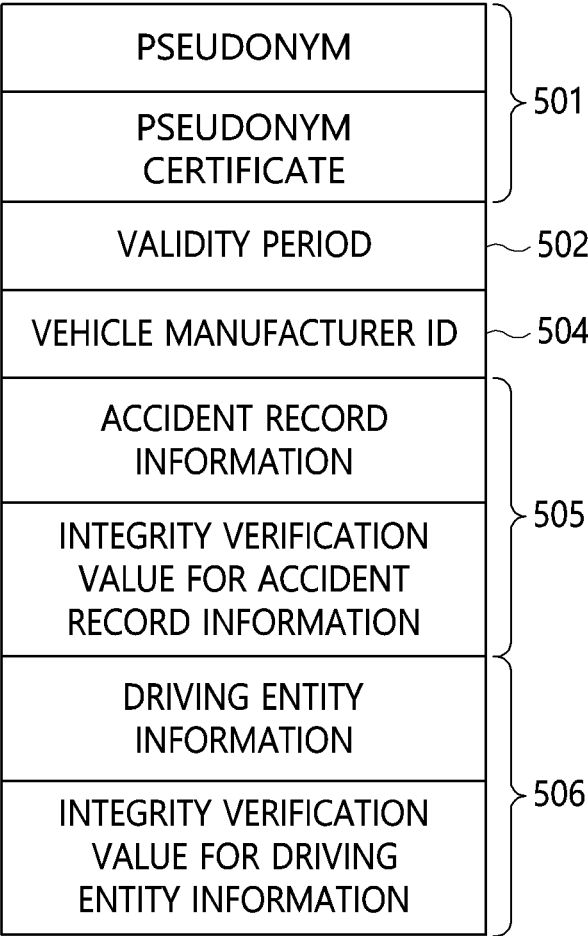 PSEUDONYM
501
PSEUDONYM
CERTIFICATE
VALIDITY PERIOD
502
VEHICLE MANUFACTURER ID
504
ACCIDENT RECORD
INFORMATION
505
INTEGRITY VERIFICATION
VALUE FOR ACCIDENT
RECORD INFORMATION
DRIVING ENTITY
INFORMATION
506
INTEGRITY VERIFICATION
VALUE FOR DRIVING
ENTITY INFORMATION